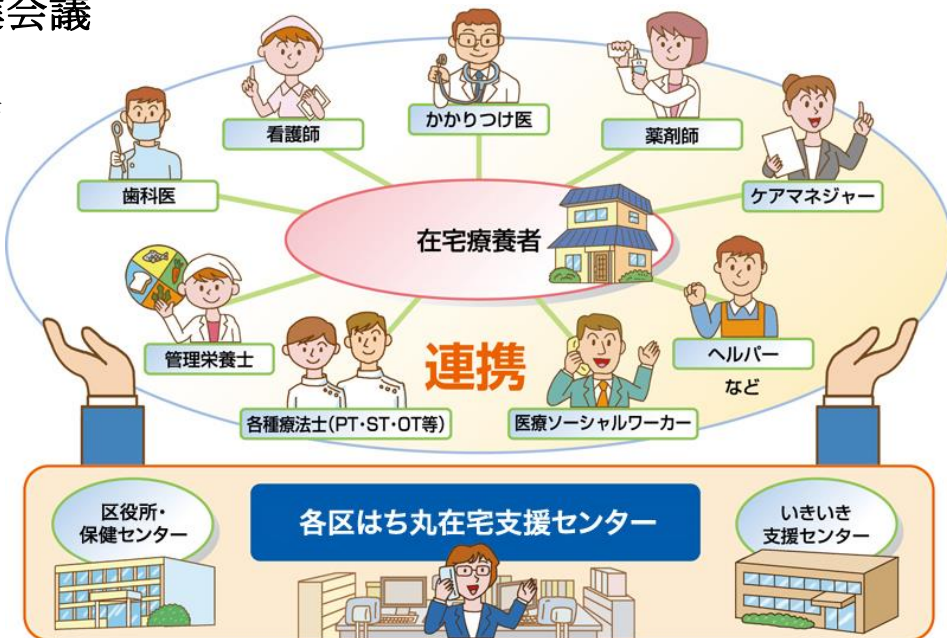 会議
看護師
かかりつけ医
薬剤師
歯科医
ケアマネジャー
在宅療養者
管理栄養士
連携
ヘルパー
など
各種療法士(PT・ST・OT等)
医療ソーシャルワーカー
区役所・
保健センター
各区はち丸在宅支援センター
いきいき
支援センター